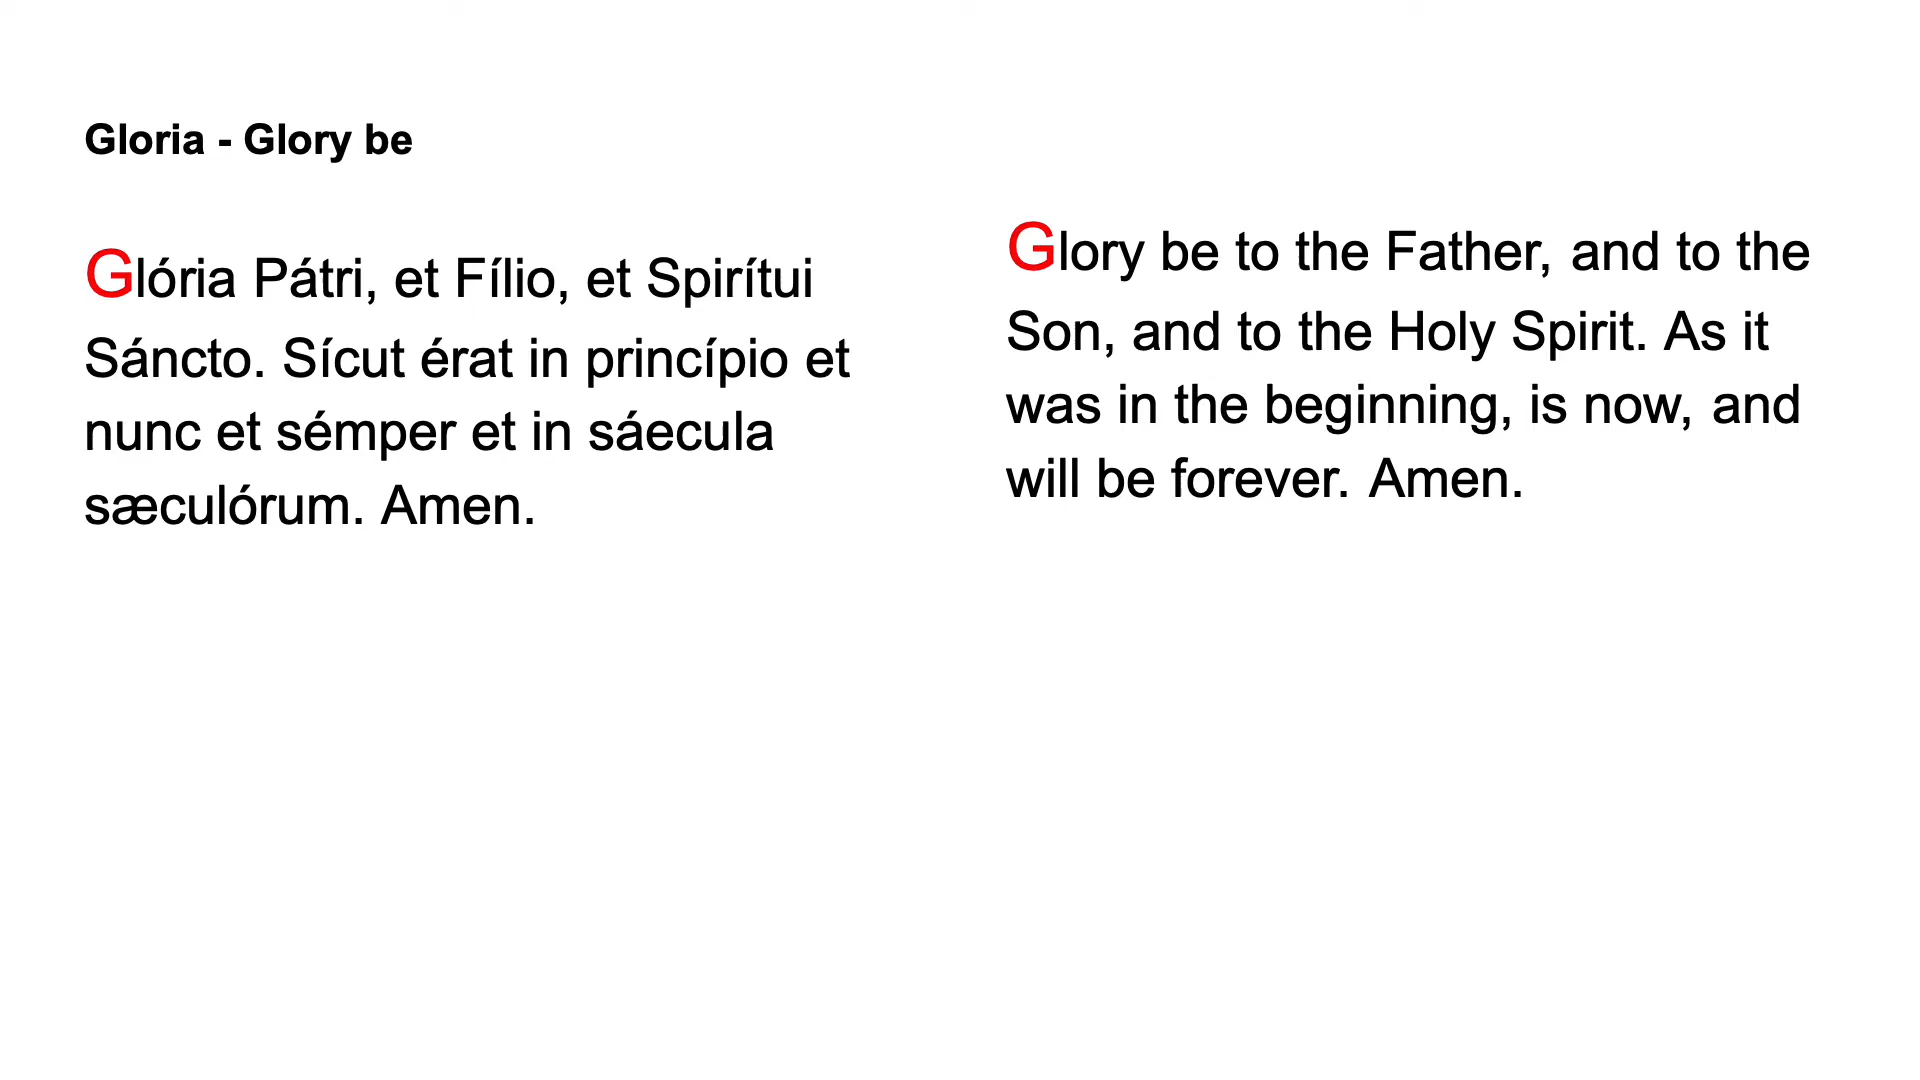 Gloria - Glory be
Glória Pátri, et Fílio, et Spirítui
Sáncto. Sícut érat in princípio et
nunc et sémper et in sáecula
sæculórum. Amen.
Glory be to the Father, and to the
Son, and to the Holy Spirit. As it
was in the beginning, is now, and
will be forever. Amen.